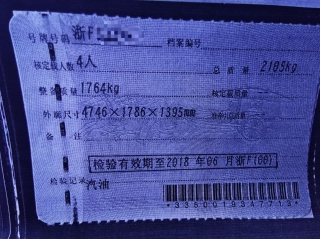 号牌号码 浙F 档案编号
核定载人数 4人 总质量 2105kg
整备质量 1764kg 核定载质量
外廓尺寸 4746×1786×1395mm 准牵引总质量
备注
检验有效期至2018年06月浙F(00)
检验记录
汽油
*3350019347712*